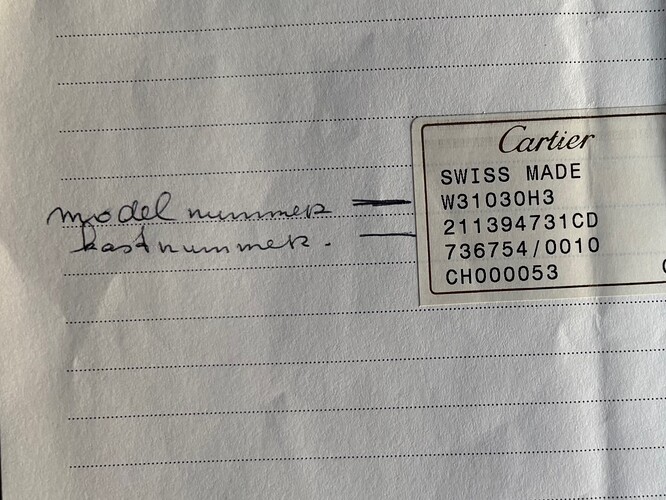 Cartier
SWISS MADE
model nummer W31030H3
kastnummer. 211394731CD
736754/0010
CH000053